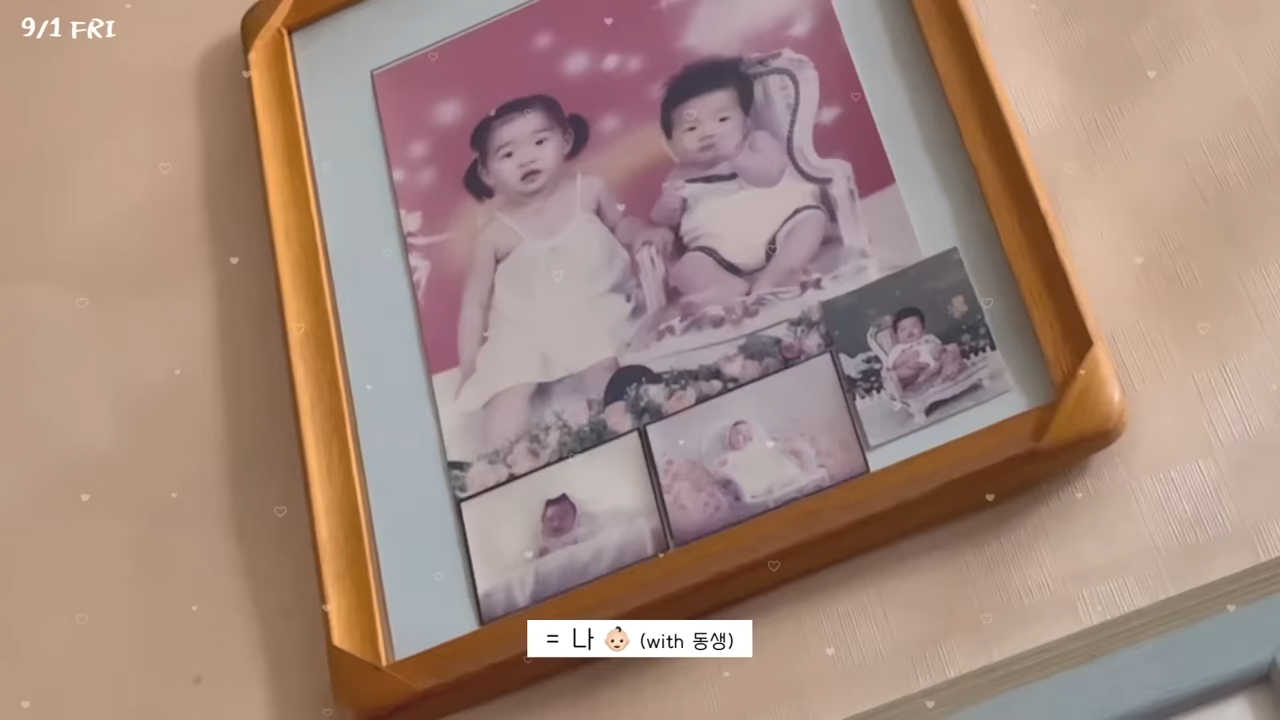 9/1 FRI
= 나 👶🏻 (with 동생)